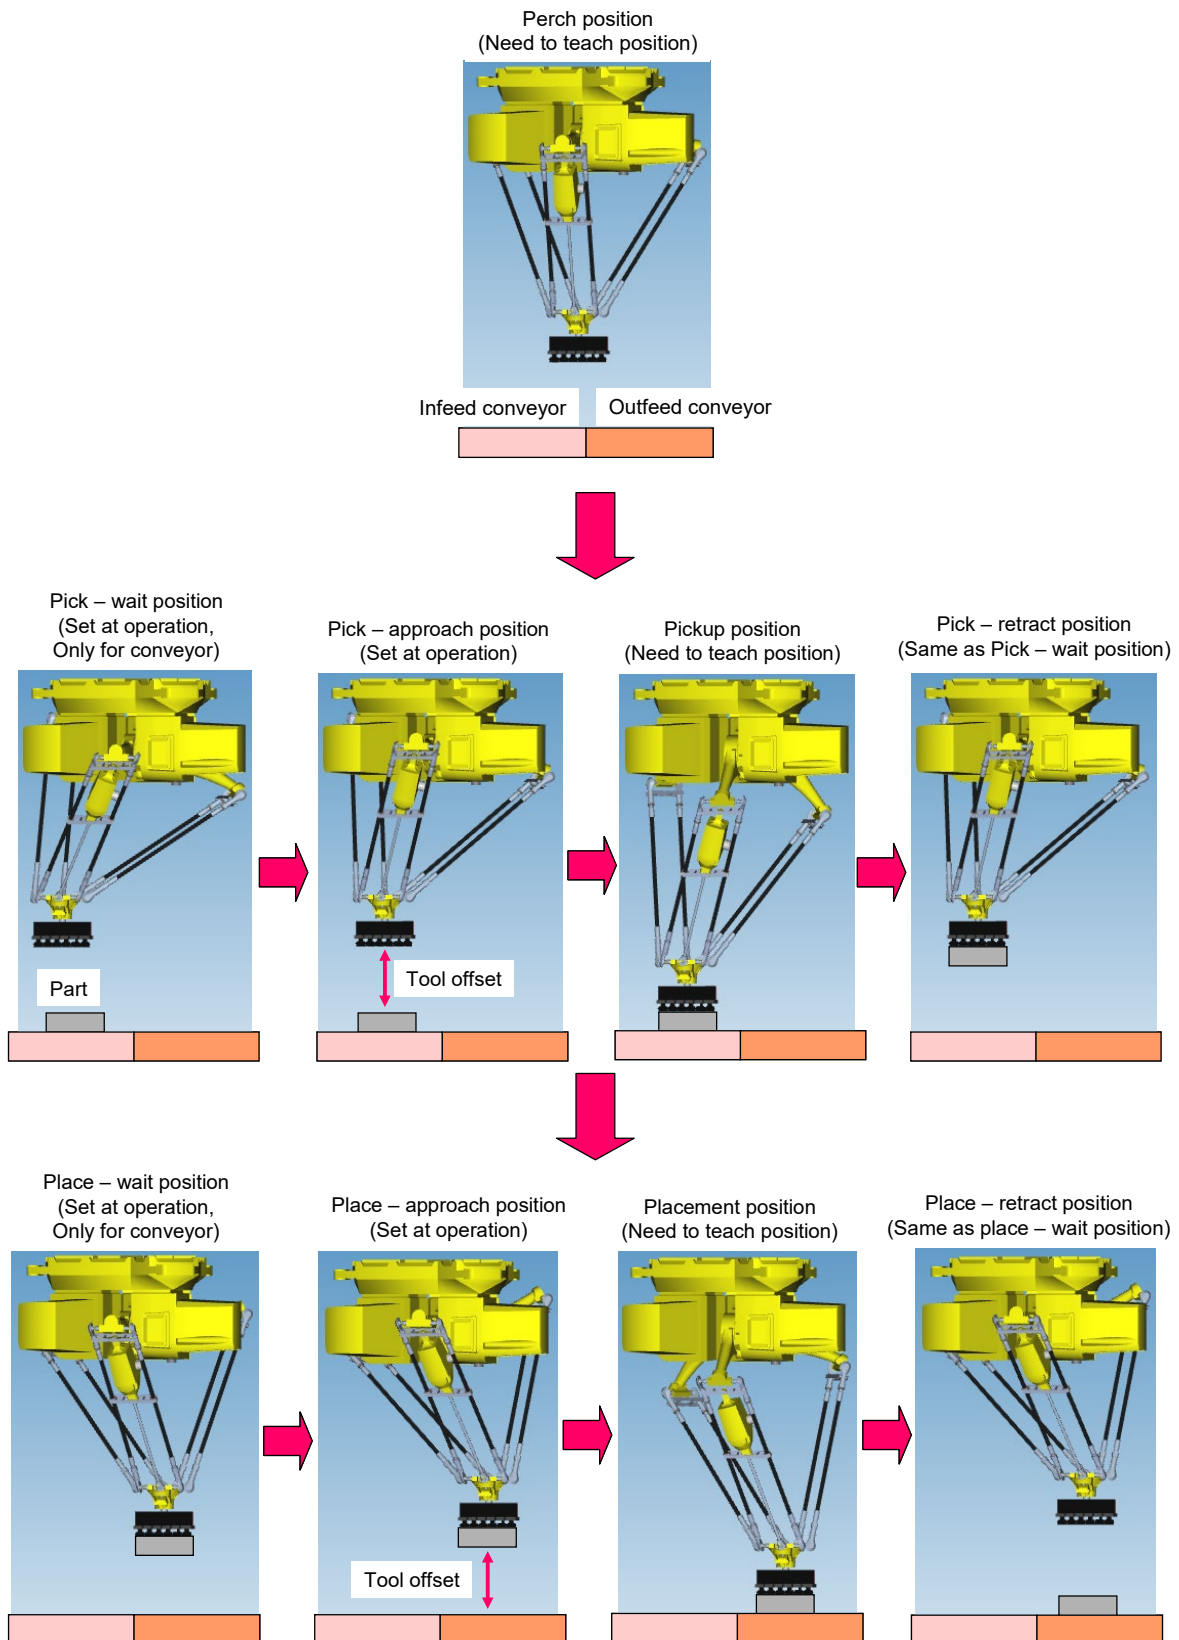 Perch position
(Need to teach position)
Infeed conveyor
Outfeed conveyor
Pick – wait position
(Set at operation,
Only for conveyor)
Pick – approach position
(Set at operation)
Pickup position
(Need to teach position)
Pick – retract position
(Same as Pick – wait position)
Part
Tool offset
Place – wait position
(Set at operation,
Only for conveyor)
Place – approach position
(Set at operation)
Placement position
(Need to teach position)
Place – retract position
(Same as place – wait position)
Tool offset